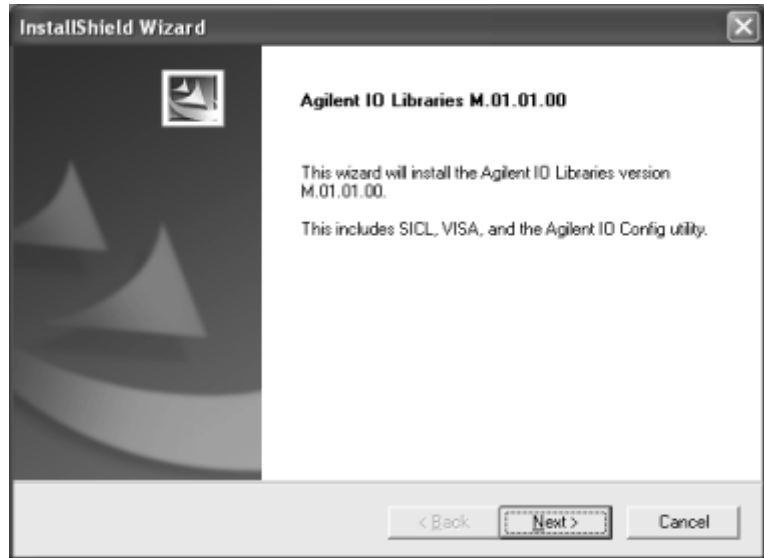 InstallShield Wizard
Agilent IO Libraries M.01.01.00
This wizard will install the Agilent IO Libraries version
M.01.01.00.
This includes SICL, VISA, and the Agilent IO Config utility.
< Back
Next >
Cancel